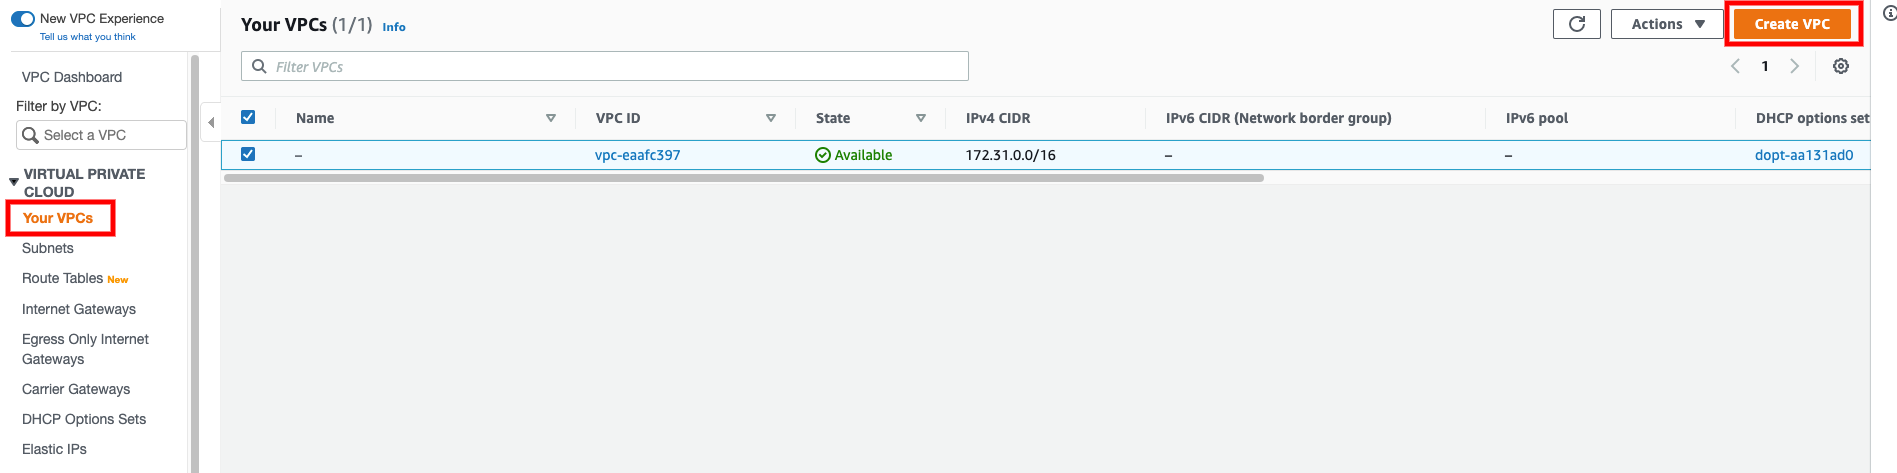 New VPC Experience
Tell us what you think
VPC Dashboard
Filter by VPC:
Select a VPC
VIRTUAL PRIVATE
CLOUD
Your VPCs
Subnets
Route Tables New
Internet Gateways
Egress Only Internet
Gateways
Carrier Gateways
DHCP Options Sets
Elastic IPs
Your VPCs (1/1) Info
Actions
Create VPC
Filter VPCs
1
Name VPC ID State IPv4 CIDR IPv6 CIDR (Network border group) IPv6 pool DHCP options set
– vpc-eaafc397 Available 172.31.0.0/16 – – dopt-aa131ad0